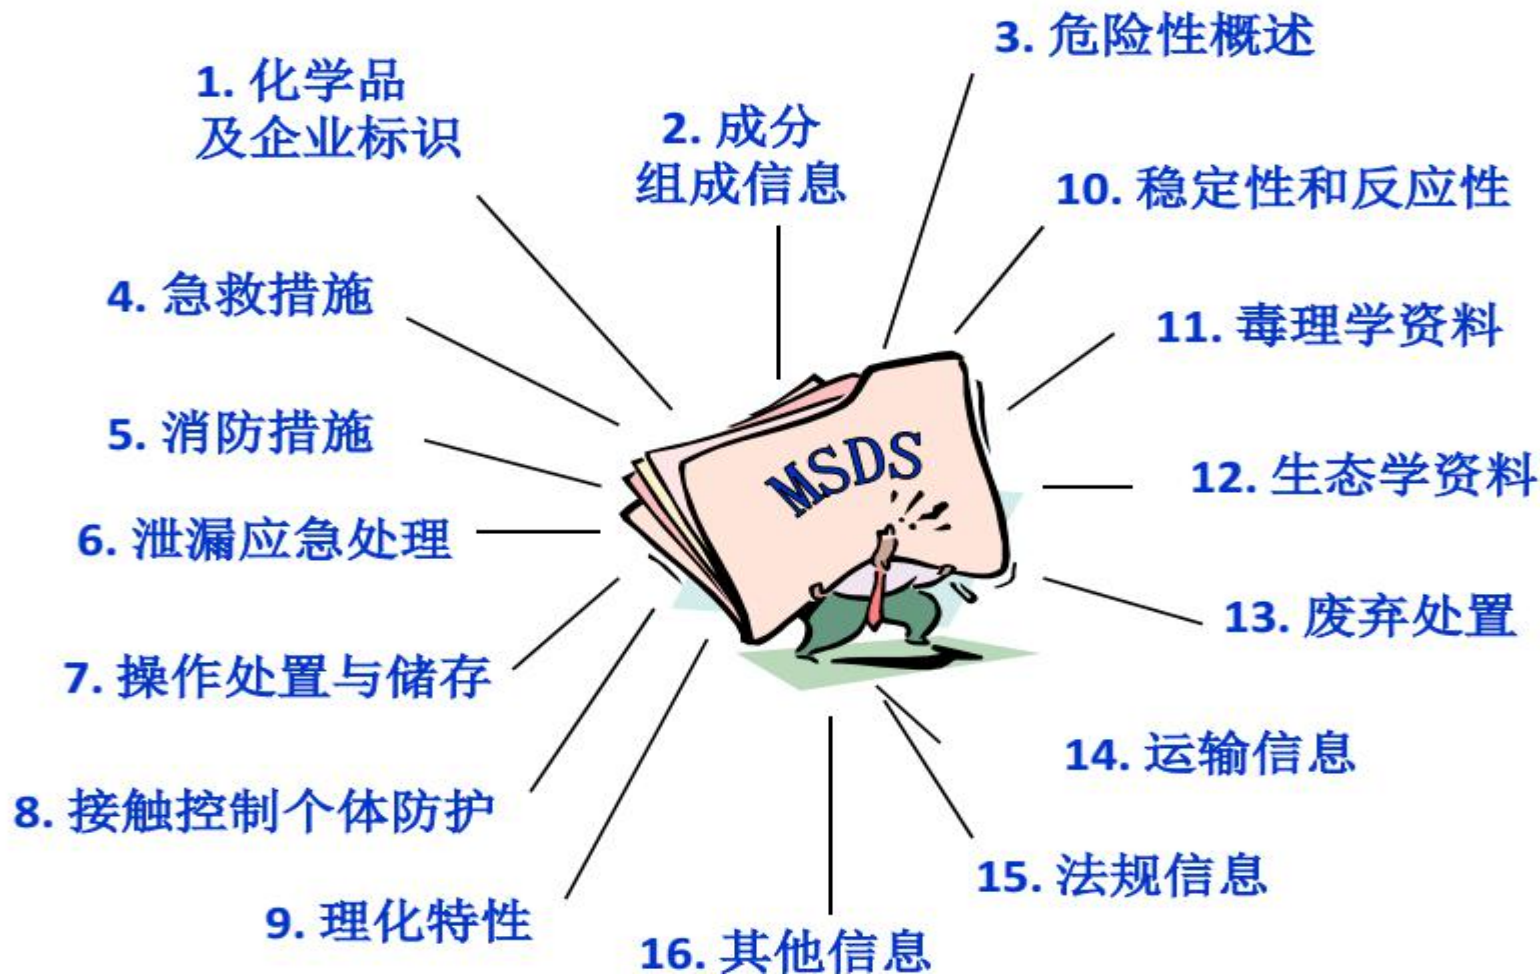 1. 化学品
及企业标识
2. 成分
组成信息
3. 危险性概述
4. 急救措施
5. 消防措施
6. 泄漏应急处理
7. 操作处置与储存
8. 接触控制个体防护
9. 理化特性
10. 稳定性和反应性
11. 毒理学资料
12. 生态学资料
13. 废弃处置
14. 运输信息
15. 法规信息
16. 其他信息
MSDS